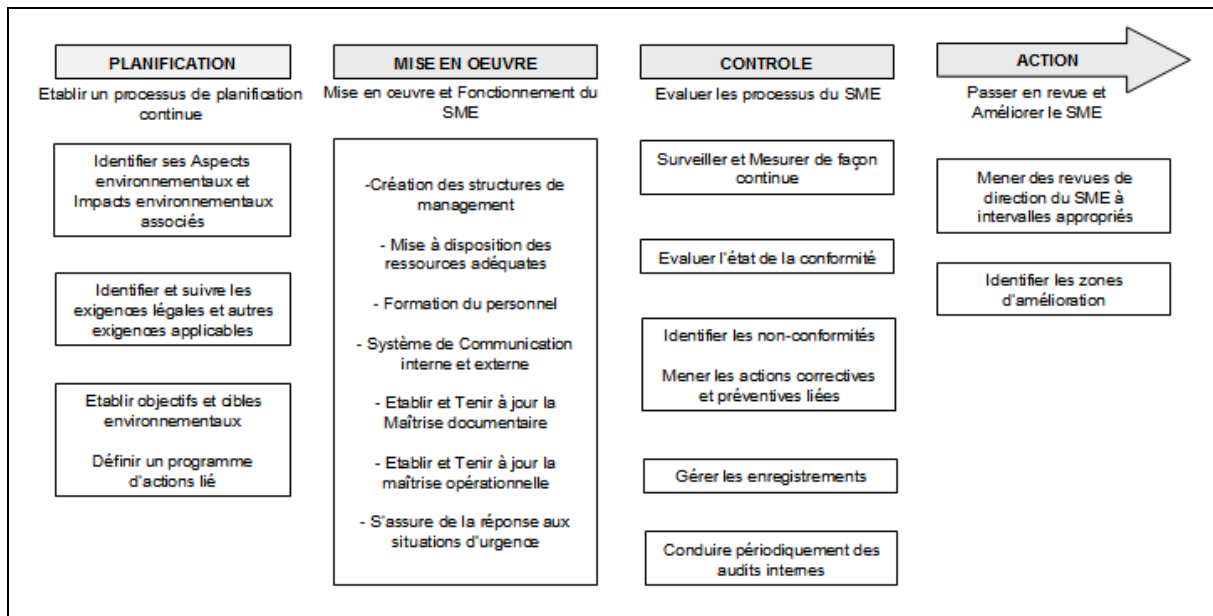 PLANIFICATION
Etablir un processus de planification
continue
Identifier ses Aspects
environnementaux et
Impacts environnementaux
associés
Identifier et suivre les
exigences légales et autres
exigences applicables
Etablir objectifs et cibles
environnementaux
Définir un programme
d'actions lié
MISE EN OEUVRE
Mise en œuvre et Fonctionnement du
SME
-Création des structures de
management
- Mise à disposition des
ressources adéquates
- Formation du personnel
- Système de Communication
interne et externe
- Etablir et Tenir à jour la
Maîtrise documentaire
- Etablir et Tenir à jour la
maîtrise opérationnelle
- S'assure de la réponse aux
situations d'urgence
CONTROLE
Evaluer les processus du SME
Surveiller et Mesurer de façon
continue
Evaluer l'état de la conformité
Identifier les non-conformités
Mener les actions correctives
et préventives liées
Gérer les enregistrements
Conduire périodiquement des
audits internes
ACTION
Passer en revue et
Améliorer le SME
Mener des revues de
direction du SME à
intervalles appropriés
Identifier les zones
d'amélioration